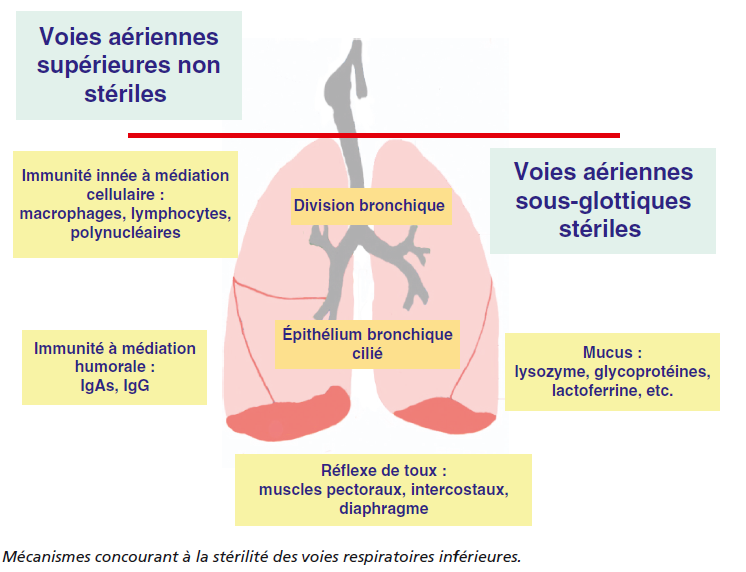 Voies aériennes
supérieures non
stériles
Immunité innée à médiation
cellulaire :
macrophages, lymphocytes,
polynucléaires
Division bronchique
Voies aériennes
sous-glottiques
stériles
Immunité à médiation
humorale :
IgAs, IgG
Épithélium bronchique
cilié
Mucus :
lysozyme, glycoprotéines,
lactoferrine, etc.
Réflexe de toux :
muscles pectoraux, intercostaux,
diaphragme
Mécanismes concourant à la stérilité des voies respiratoires inférieures.